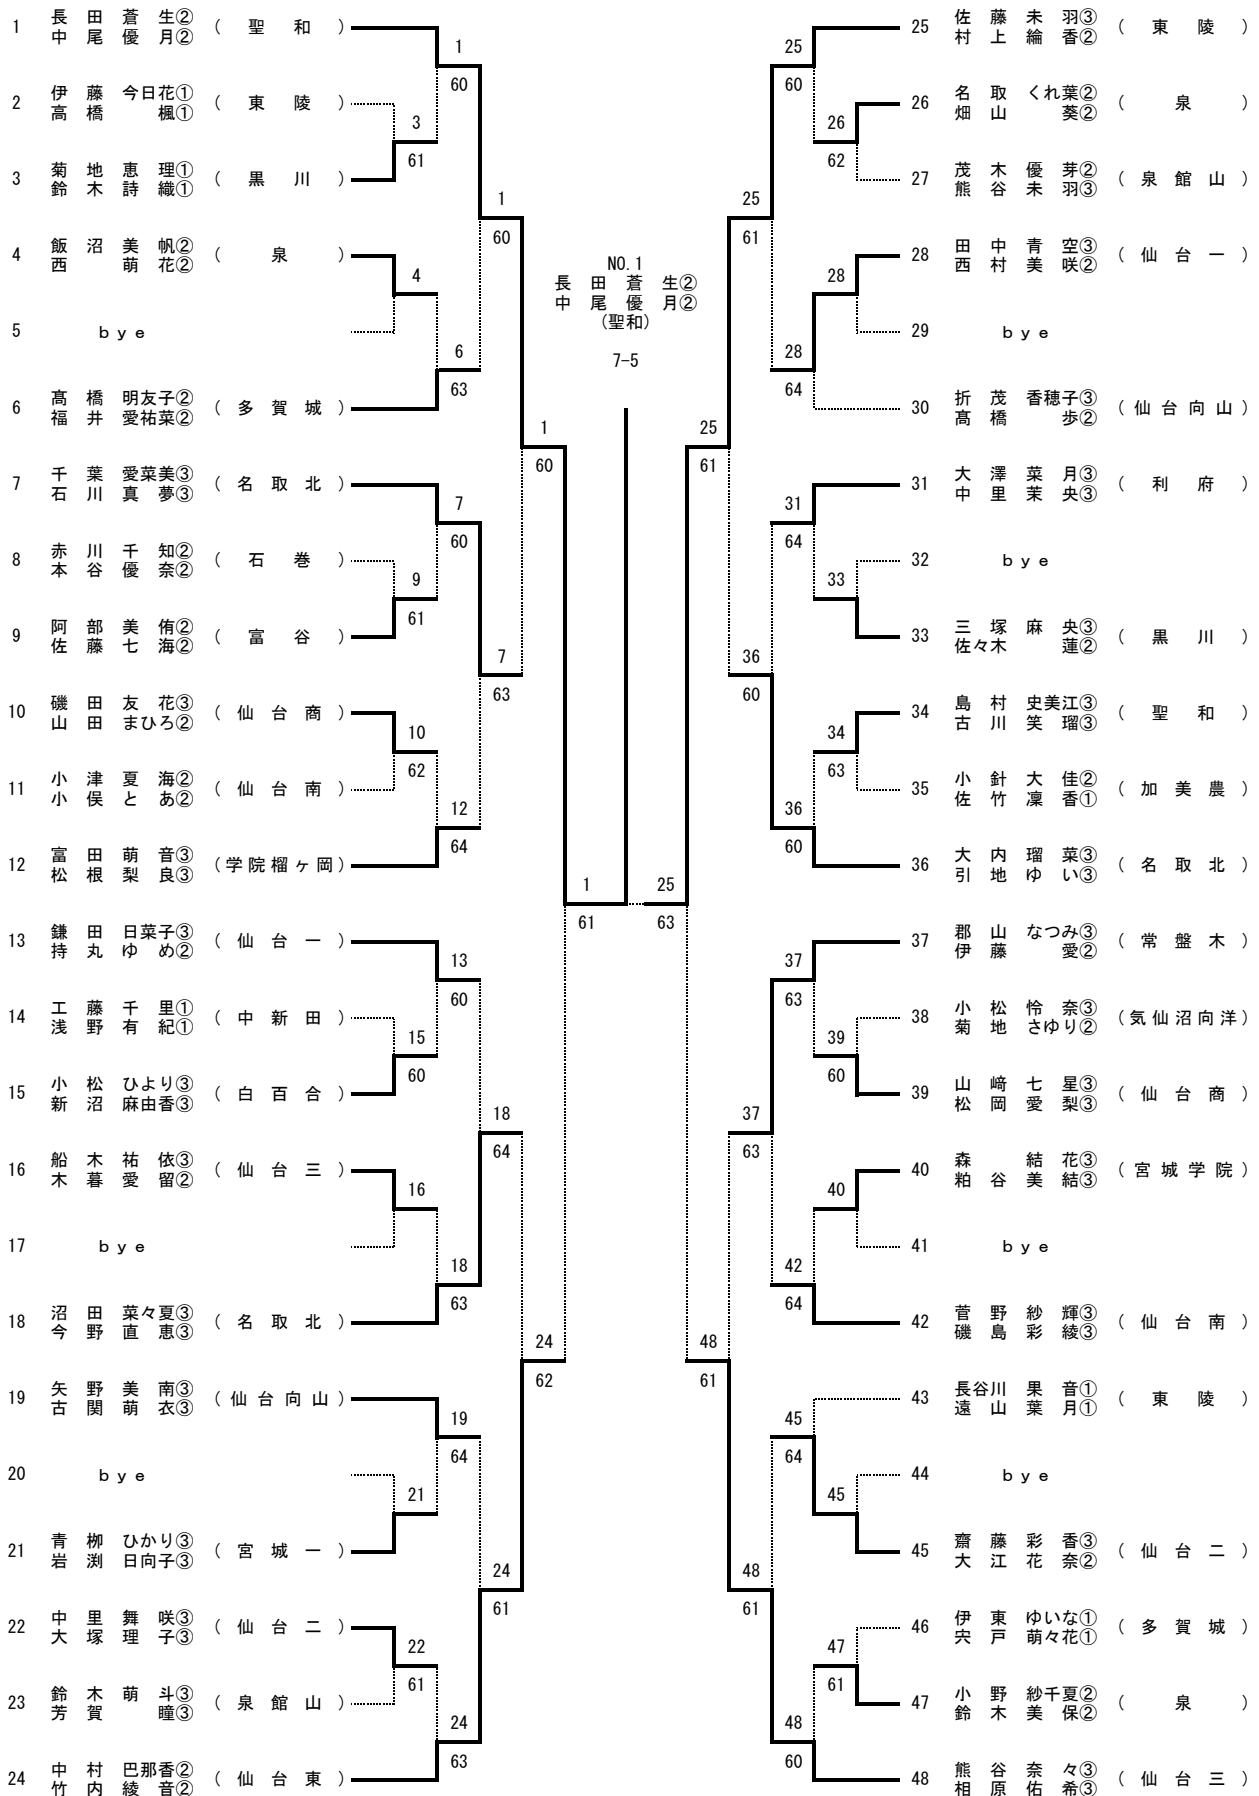 1 長田蒼生② 中尾優月② (聖和)
2 伊藤今日花① 高橋楓① (東陵)
3 菊地恵理① 鈴木詩織① (黒川)
4 飯沼美帆② 西萌花② (泉)
5 bye
6 髙橋明友子② 福井愛祐菜② (多賀城)
7 千葉愛菜美③ 石川真夢③ (名取北)
8 赤川千知② 本谷優奈② (石巻)
9 阿部美侑② 佐藤七海② (富谷)
10 磯田友花③ 山田まひろ② (仙台商)
11 小津夏海② 小俣とあ② (仙台南)
12 富田萌音③ 松根梨良③ (学院榴ヶ岡)
13 鎌田日菜子③ 持丸ゆめ② (仙台一)
14 工藤千里① 浅野有紀① (中新田)
15 小松ひより③ 新沼麻由香③ (白百合)
16 船木祐依③ 木暮愛留② (仙台三)
17 bye
18 沼田菜々夏③ 今野直恵③ (名取北)
19 矢野美南③ 古関萌衣③ (仙台向山)
20 bye
21 青栁ひかり③ 岩渕日向子③ (宮城一)
22 中里舞咲③ 大塚理子③ (仙台二)
23 鈴木萌斗③ 芳賀瞳③ (泉館山)
24 中村巴那香② 竹内綾音② (仙台東)
1 60
3 61
4
6 63
7 60
9 61
10 62
12 64
13 60
15 60
16
18 63
19 64
21
22 61
24 63
1 60
7 63
18 64
24 61
1 60
24 62
1 61
NO.1
長田蒼生②
中尾優月②
(聖和)
7-5
25 63
25 61
48 61
25 61
36 60
37 63
48 61
25 60
26 62
28
28 64
31 64
33
34 63
36 60
37 63
39 60
40
42 64
45 64
45
47 61
48 60
25 佐藤未羽③ 村上綸香② (東陵)
26 名取くれ葉② 畑山葵② (泉)
27 茂木優芽② 熊谷未羽③ (泉館山)
28 田中青空③ 西村美咲② (仙台一)
29 bye
30 折茂香穂子③ 髙橋歩② (仙台向山)
31 大澤菜月③ 中里茉央③ (利府)
32 bye
33 三塚麻央③ 佐々木蓮② (黒川)
34 島村史美江③ 古川笑瑠③ (聖和)
35 小針大佳② 佐竹凜香① (加美農)
36 大内瑠菜③ 引地ゆい③ (名取北)
37 郡山なつみ③ 伊藤愛② (常盤木)
38 小松怜奈③ 菊地さゆり② (気仙沼向洋)
39 山﨑七星③ 松岡愛梨③ (仙台商)
40 森結花③ 粕谷美結③ (宮城学院)
41 bye
42 菅野紗輝③ 磯島彩綾③ (仙台南)
43 長谷川果音① 遠山葉月① (東陵)
44 bye
45 齋藤彩香③ 大江花奈② (仙台二)
46 伊東ゆいな① 宍戸萌々花① (多賀城)
47 小野紗千夏② 鈴木美保② (泉)
48 熊谷奈々③ 相原佑希③ (仙台三)